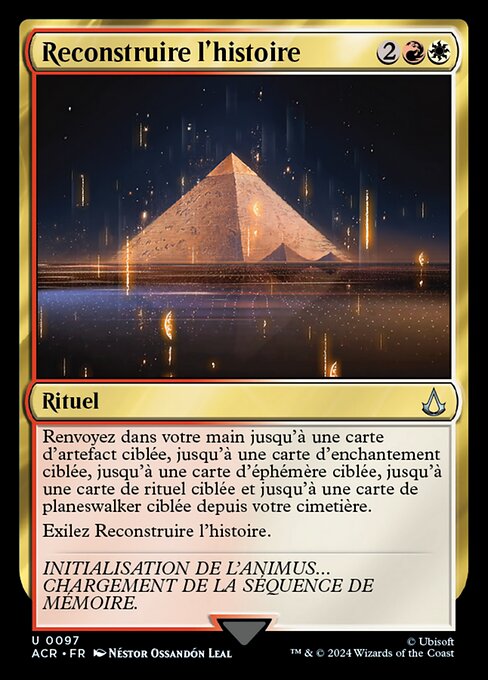 Reconstruire l'histoire 2
Rituel
Renvoyez dans votre main jusqu'à une carte
d'artefact ciblée, jusqu'à une carte d'enchantement
ciblée, jusqu'à une carte d'éphémère ciblée, jusqu'à
une carte de rituel ciblée et jusqu'à une carte de
planeswalker ciblée depuis votre cimetière.
Exilez Reconstruire l'histoire.
INITIALISATION DE L'ANIMUS...
CHARGEMENT DE LA SÉQUENCE DE
MÉMOIRE.
U 0097
ACR • FR Néstor Ossandón Leal
© Ubisoft
™ & © 2024 Wizards of the Coast